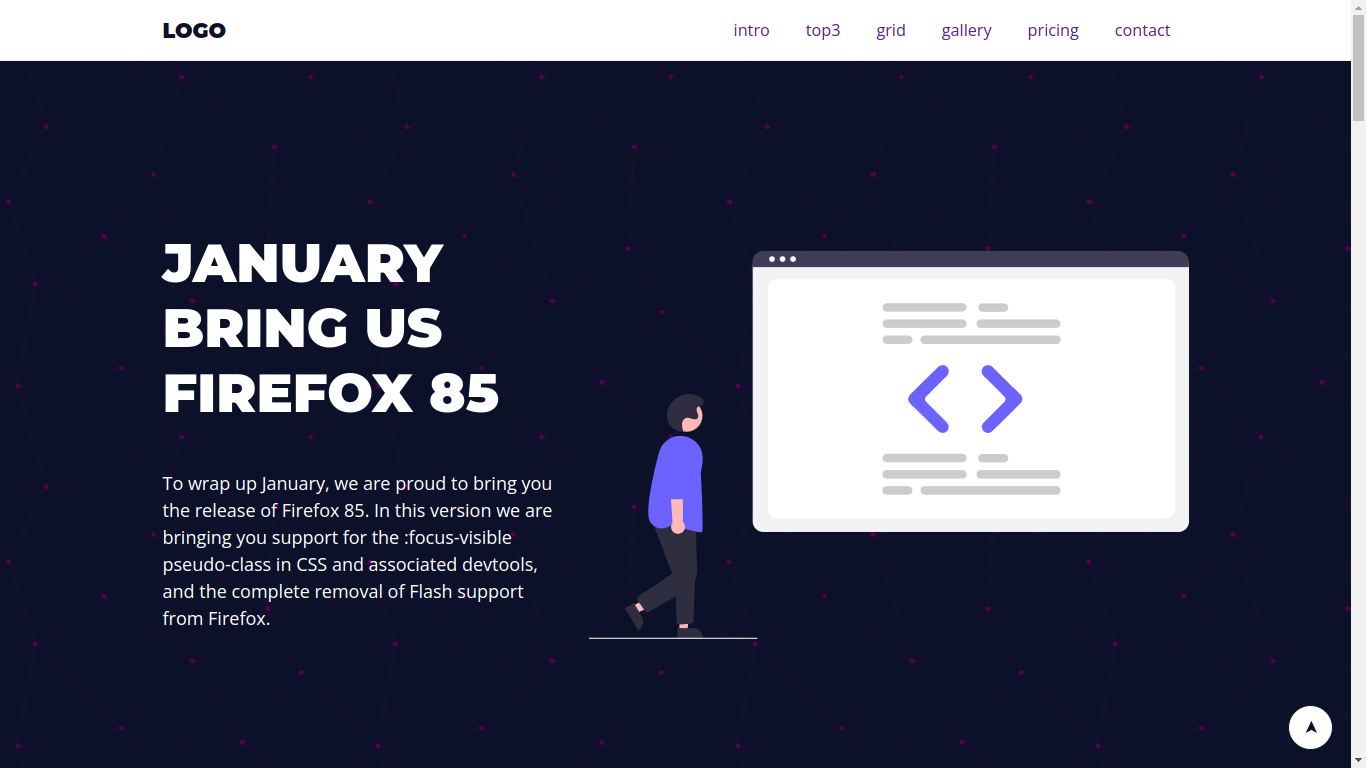 LOGO
intro top3 grid gallery pricing contact
JANUARY
BRING US
FIREFOX 85
To wrap up January, we are proud to bring you
the release of Firefox 85. In this version we are
bringing you support for the :focus-visible
pseudo-class in CSS and associated devtools,
and the complete removal of Flash support
from Firefox.